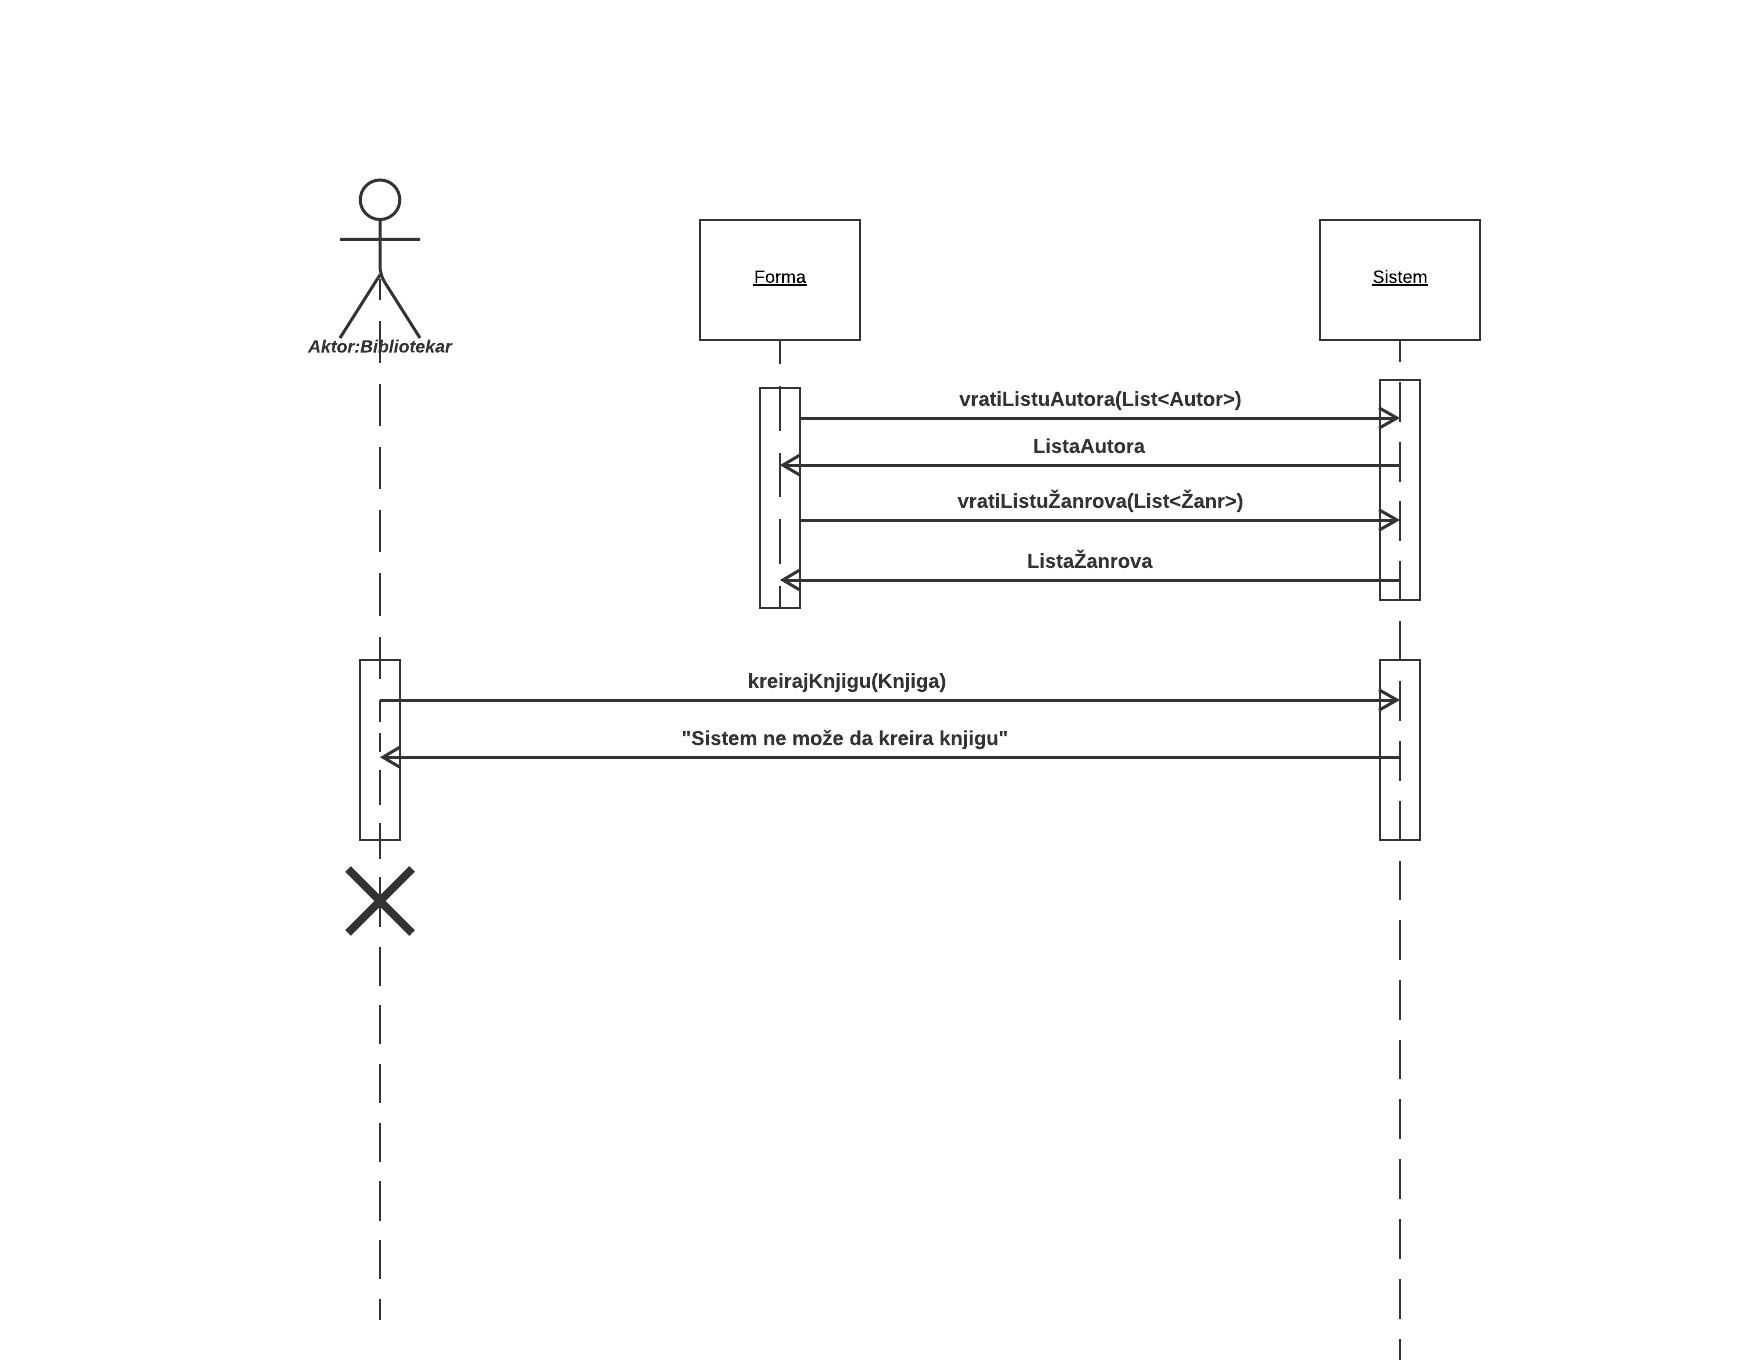 Forma
Sistem
Aktor:Bibliotekar
vratiListuAutora(List<Autor>)
ListaAutora
vratiListuŽanrova(List<Žanr>)
ListaŽanrova
kreirajKnjigu(Knjiga)
"Sistem ne može da kreira knjigu"